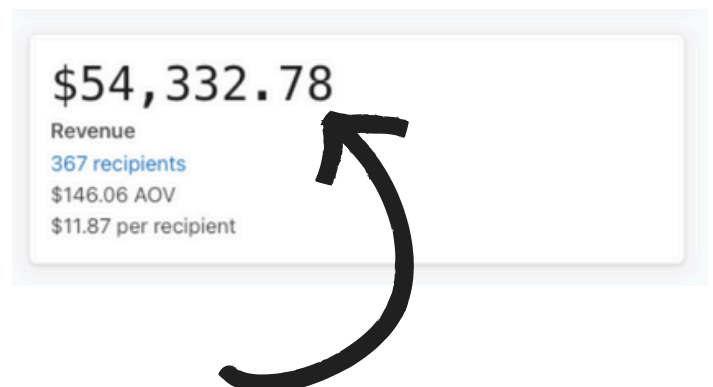 $54,332.78
Revenue
367 recipients
$146.06 AOV
$11.87 per recipient